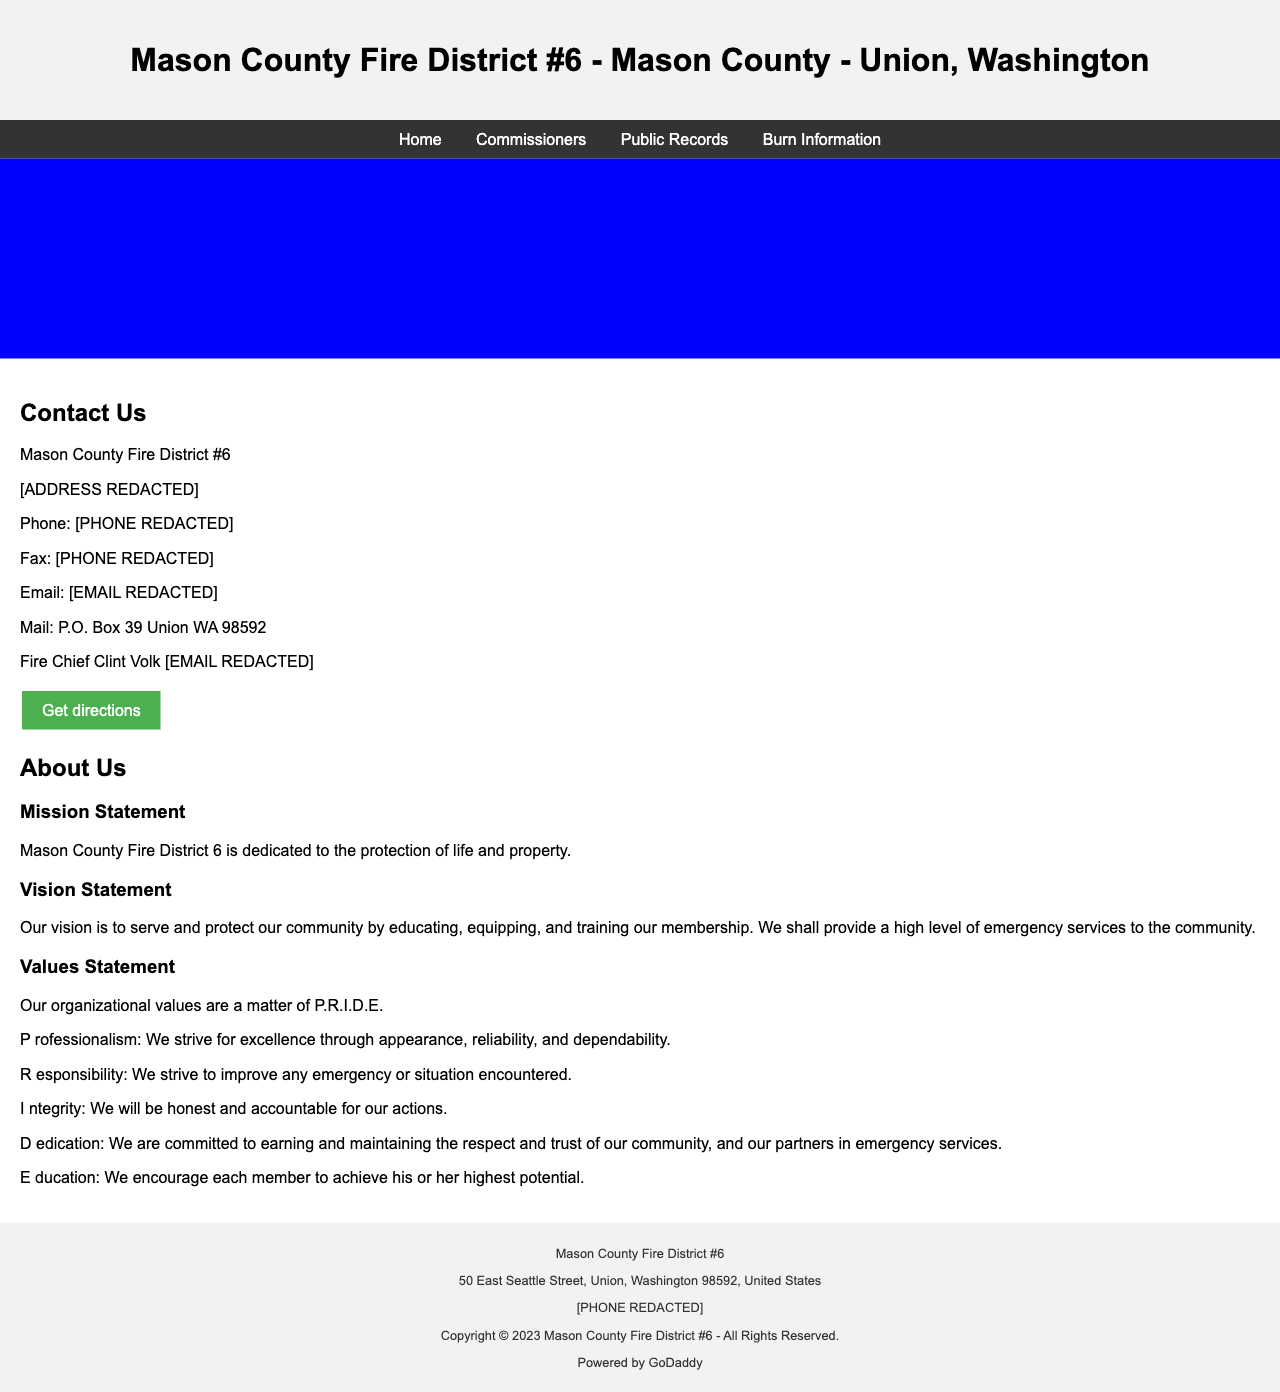 Mason County Fire District #6 - Mason County - Union, Washington
Home Commissioners Public Records Burn Information
Contact Us
Mason County Fire District #6
[ADDRESS REDACTED]
Phone: [PHONE REDACTED]
Fax: [PHONE REDACTED]
Email: [EMAIL REDACTED]
Mail: P.O. Box 39 Union WA 98592
Fire Chief Clint Volk [EMAIL REDACTED]
Get directions
About Us
Mission Statement
Mason County Fire District 6 is dedicated to the protection of life and property.
Vision Statement
Our vision is to serve and protect our community by educating, equipping, and training our membership. We shall provide a high level of emergency services to the community.
Values Statement
Our organizational values are a matter of P.R.I.D.E.
P rofessionalism: We strive for excellence through appearance, reliability, and dependability.
R esponsibility: We strive to improve any emergency or situation encountered.
I ntegrity: We will be honest and accountable for our actions.
D edication: We are committed to earning and maintaining the respect and trust of our community, and our partners in emergency services.
E ducation: We encourage each member to achieve his or her highest potential.
Mason County Fire District #6
50 East Seattle Street, Union, Washington 98592, United States
[PHONE REDACTED]
Copyright © 2023 Mason County Fire District #6 - All Rights Reserved.
Powered by GoDaddy